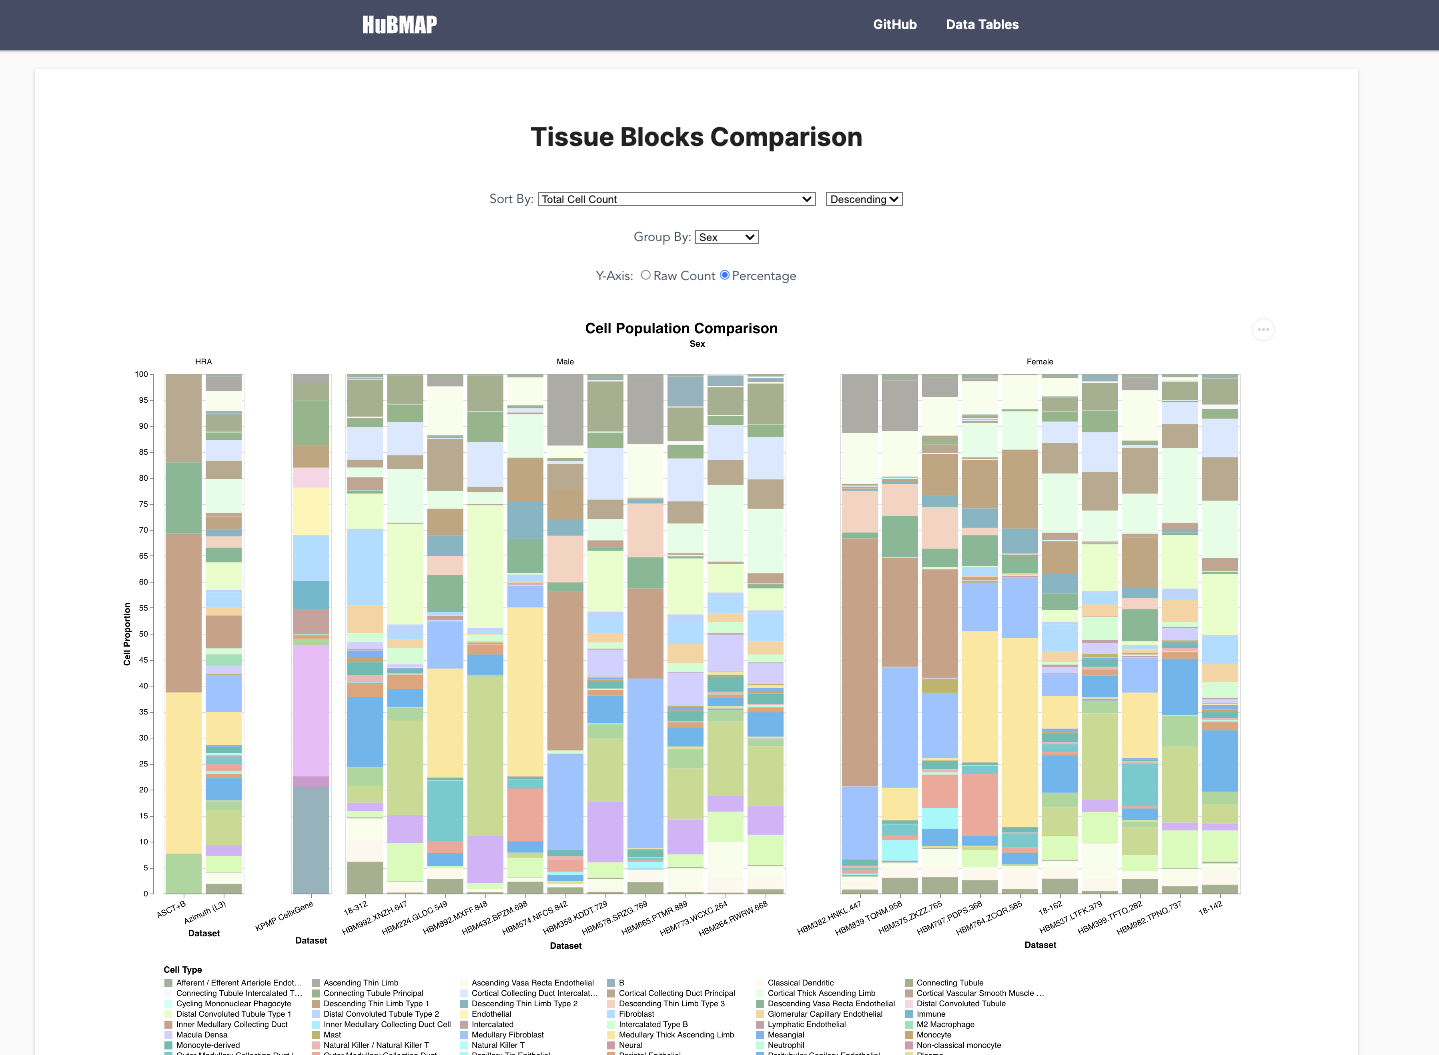 HuBMAP
GitHub Data Tables
Tissue Blocks Comparison
Sort By: Total Cell Count Descending
Group By: Sex
Y-Axis: Raw Count Percentage
Cell Population Comparison
Sex
HRA Male Female
100
95
90
85
80
75
70
65
60
55
50
45
40
35
30
25
20
15
10
5
0
Cell Proportion
ASCT+B Azimuth (L3) KPMP CellxGene 18-312 HBM992.XNZH.647 HBM224.GLDC.549 HBM892.MXFF.848 HBM432.BPZM.698 HBM574.NFCS.842 HBM358.KDDT.729 HBM578.SRZG.769 HBM665.PTMR.889 HBM773.WCXC.264 HBM264.RWRW.668 HBM382.HNKL.447 HBM839.TQNM.958 HBM375.ZKZZ.765 HBM797.PDPS.368 HBM764.ZCQR.585 18-162 HBM537.LTFK.379 HBM399.TFTQ.282 HBM982.TPNQ.737 18-142
Dataset Dataset Dataset Dataset
Cell Type
Afferent / Efferent Arteriole Endot... Ascending Thin Limb Ascending Vasa Recta Endothelial B Classical Dendritic Connecting Tubule
Connecting Tubule Intercalated T... Connecting Tubule Principal Cortical Collecting Duct Intercalat... Cortical Collecting Duct Principal Cortical Thick Ascending Limb Cortical Vascular Smooth Muscle ...
Cycling Mononuclear Phagocyte Descending Thin Limb Type 1 Descending Thin Limb Type 2 Descending Thin Limb Type 3 Descending Vasa Recta Endothelial Distal Convoluted Tubule
Distal Convoluted Tubule Type 1 Distal Convoluted Tubule Type 2 Endothelial Fibroblast Glomerular Capillary Endothelial Immune
Inner Medullary Collecting Duct Inner Medullary Collecting Duct Cell Intercalated Intercalated Type B Lymphatic Endothelial M2 Macrophage
Macula Densa Mast Medullary Fibroblast Medullary Thick Ascending Limb Mesangial Monocyte
Monocyte-derived Natural Killer / Natural Killer T Natural Killer T Neural Neutrophil Non-classical monocyte